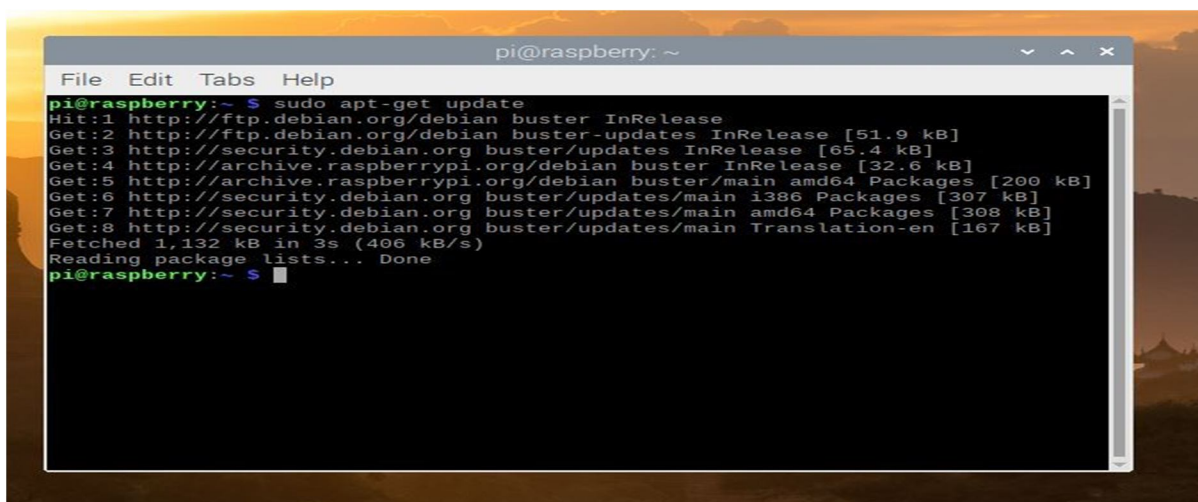 pi@raspberry: ~
File Edit Tabs Help
pi@raspberry:~ $ sudo apt-get update
Hit:1 http://ftp.debian.org/debian buster InRelease
Get:2 http://ftp.debian.org/debian buster-updates InRelease [51.9 kB]
Get:3 http://security.debian.org buster/updates InRelease [65.4 kB]
Get:4 http://archive.raspberrypi.org/debian buster InRelease [32.6 kB]
Get:5 http://archive.raspberrypi.org/debian buster/main amd64 Packages [200 kB]
Get:6 http://security.debian.org buster/updates/main i386 Packages [307 kB]
Get:7 http://security.debian.org buster/updates/main amd64 Packages [308 kB]
Get:8 http://security.debian.org buster/updates/main Translation-en [167 kB]
Fetched 1,132 kB in 3s (406 kB/s)
Reading package lists... Done
pi@raspberry:~ $